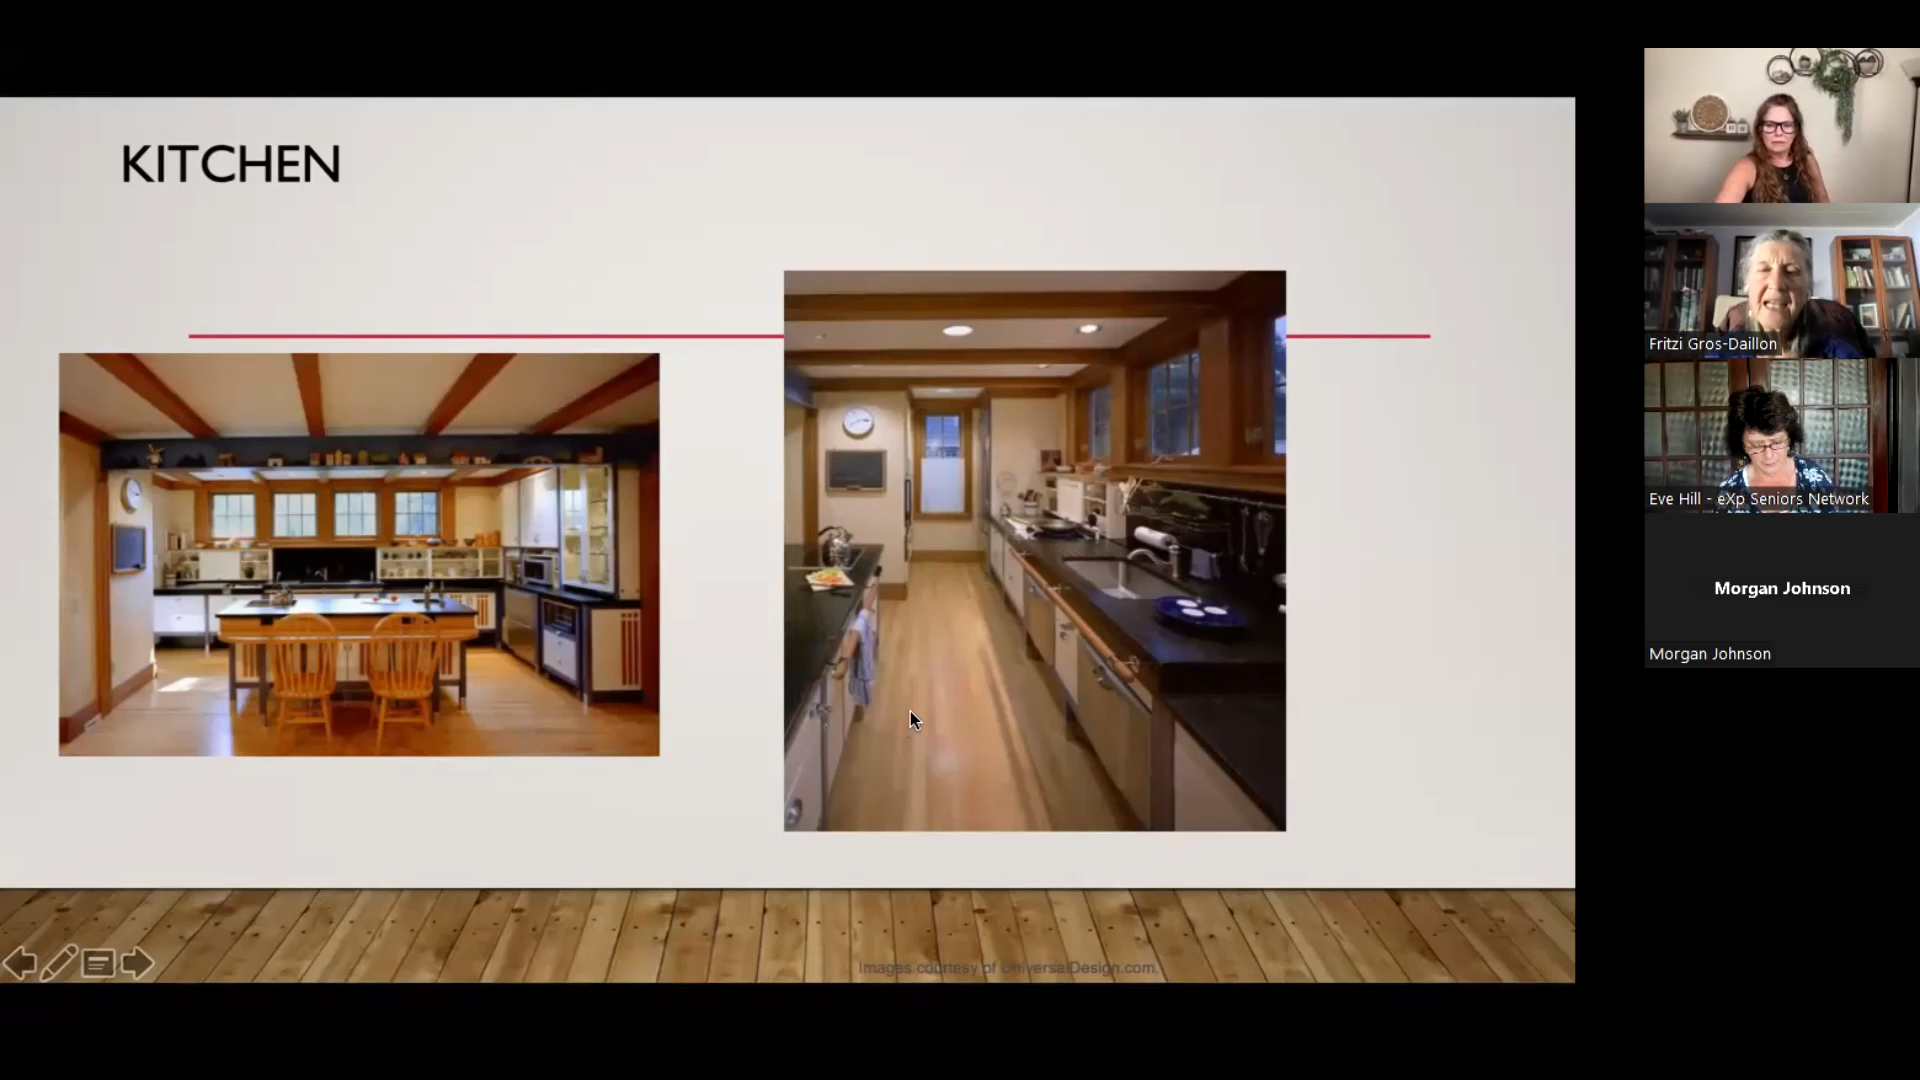 KITCHEN
Images courtesy of UniversalDesign.com.
Fritzi Gros-Daillon
Eve Hill - eXp Seniors Network
Morgan Johnson
Morgan Johnson